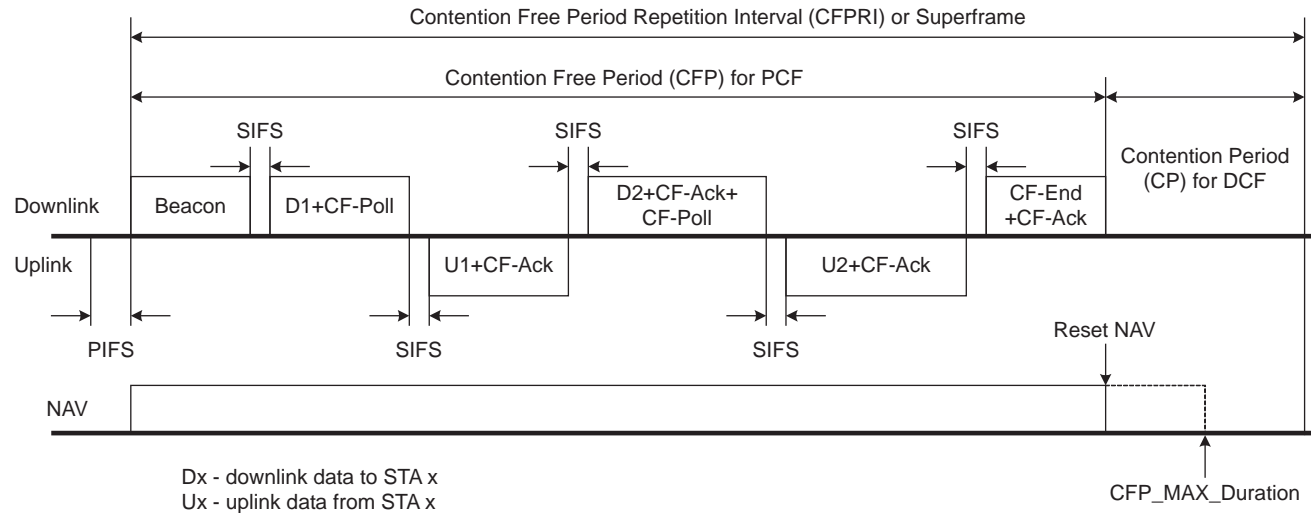 Contention Free Period Repetition Interval (CFPRI) or Superframe
Contention Free Period (CFP) for PCF
SIFS
SIFS
SIFS
Contention Period
(CP) for DCF
Downlink
Beacon
D1+CF-Poll
D2+CF-Ack+
CF-Poll
CF-End
+CF-Ack
Uplink
U1+CF-Ack
U2+CF-Ack
PIFS
SIFS
SIFS
Reset NAV
NAV
Dx - downlink data to STA x
Ux - uplink data from STA x
CFP_MAX_Duration